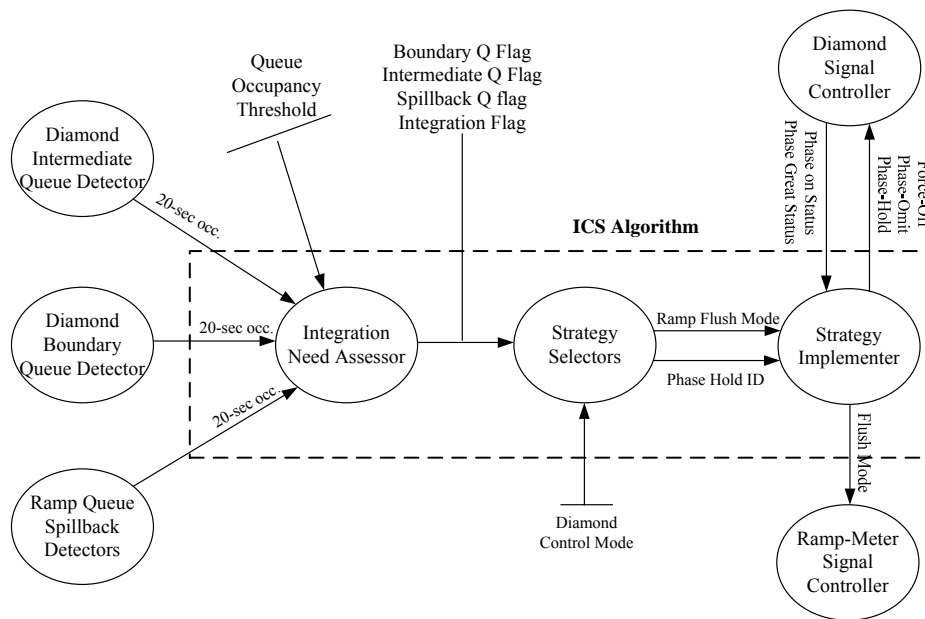 Diamond
Intermediate
Queue Detector
Diamond
Boundary
Queue Detector
Ramp Queue
Spillback
Detectors
Queue
Occupancy
Threshold
20-sec occ.
20-sec occ.
20-sec occ.
Boundary Q Flag
Intermediate Q Flag
Spillback Q flag
Integration Flag
ICS Algorithm
Integration
Need Assessor
Strategy
Selectors
Diamond
Control Mode
Ramp Flush Mode
Phase Hold ID
Strategy
Implementer
Diamond
Signal
Controller
Phase on Status
Phase Great Status
Force-Off
Phase-Omit
Phase-Hold
Flush Mode
Ramp-Meter
Signal
Controller